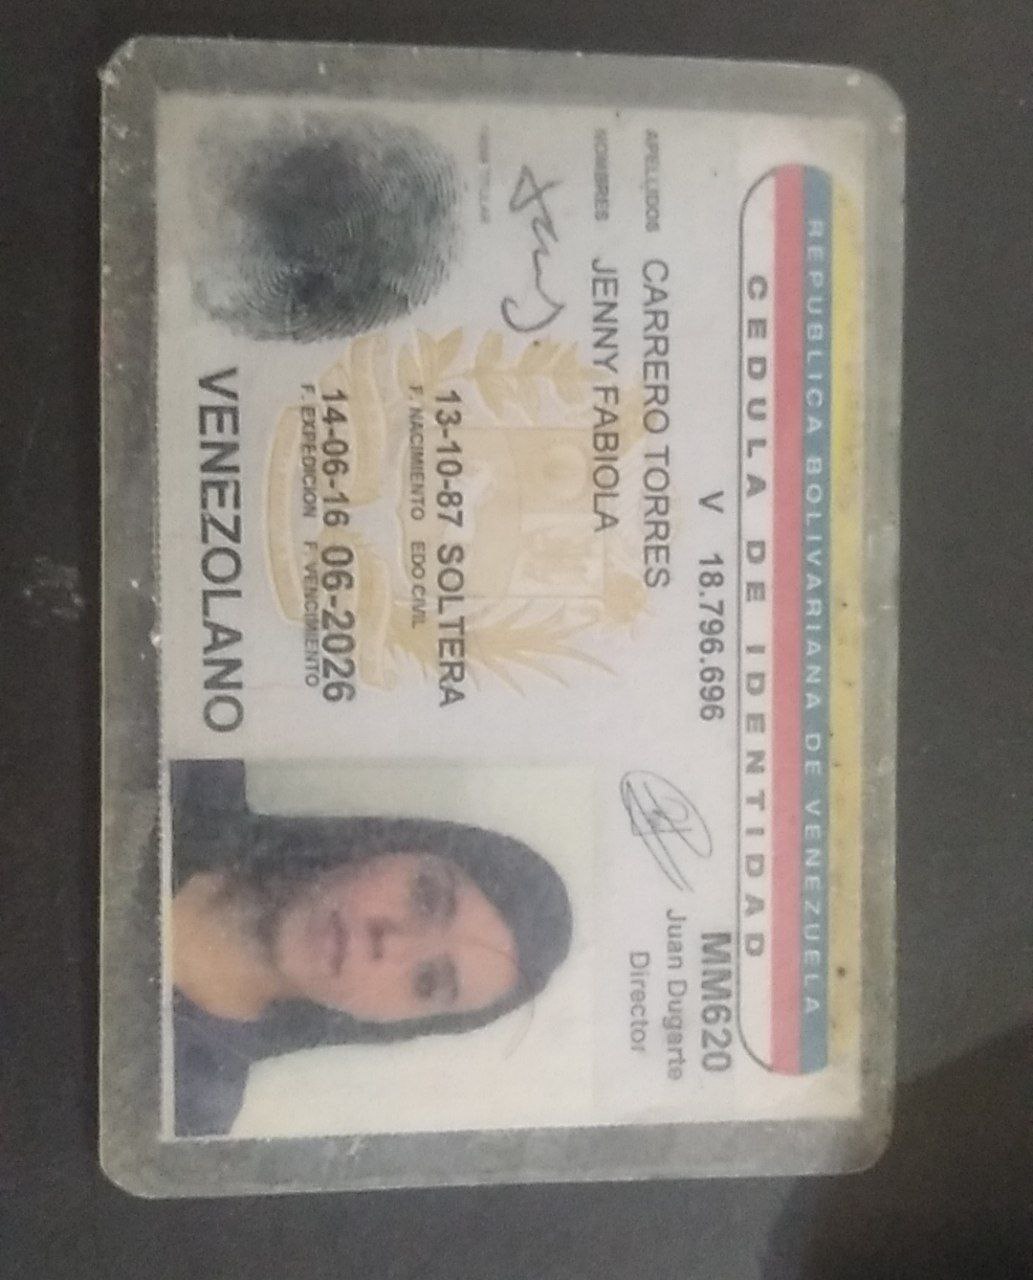 REPUBLICA BOLIVARIANA DE VENEZUELA
CEDULA DE IDENTIDAD
V 18.796.696
MM620
Juan Dugarte
Director
APELLIDOS CARRERO TORRES
NOMBRES JENNY FABIOLA
Jenny
FIRMA TITULAR
13-10-87 SOLTERA
F. NACIMIENTO EDO CIVIL
14-06-16 06-2026
F. EXPEDICION F. VENCIMIENTO
VENEZOLANO